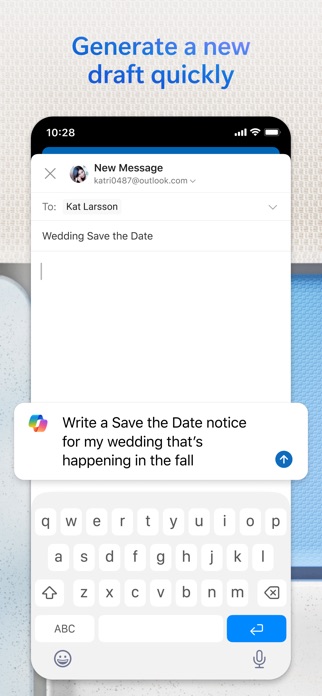 Generate a new
draft quickly
10:28
New Message
katri0487@outlook.com
To: Kat Larsson
Wedding Save the Date
Write a Save the Date notice
for my wedding that's
happening in the fall
q w e r t y u i o p
a s d f g h j k l
z x c v b n m
ABC